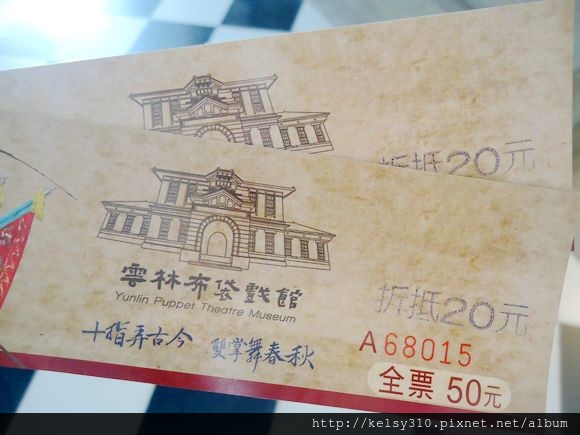 折抵20元
雲林布袋戲館
Yunlin Puppet Theatre Museum
折抵20元
十指弄古今 雙掌舞春秋
A68015
全票 50元
http://kelsy310.pixnet.net/album